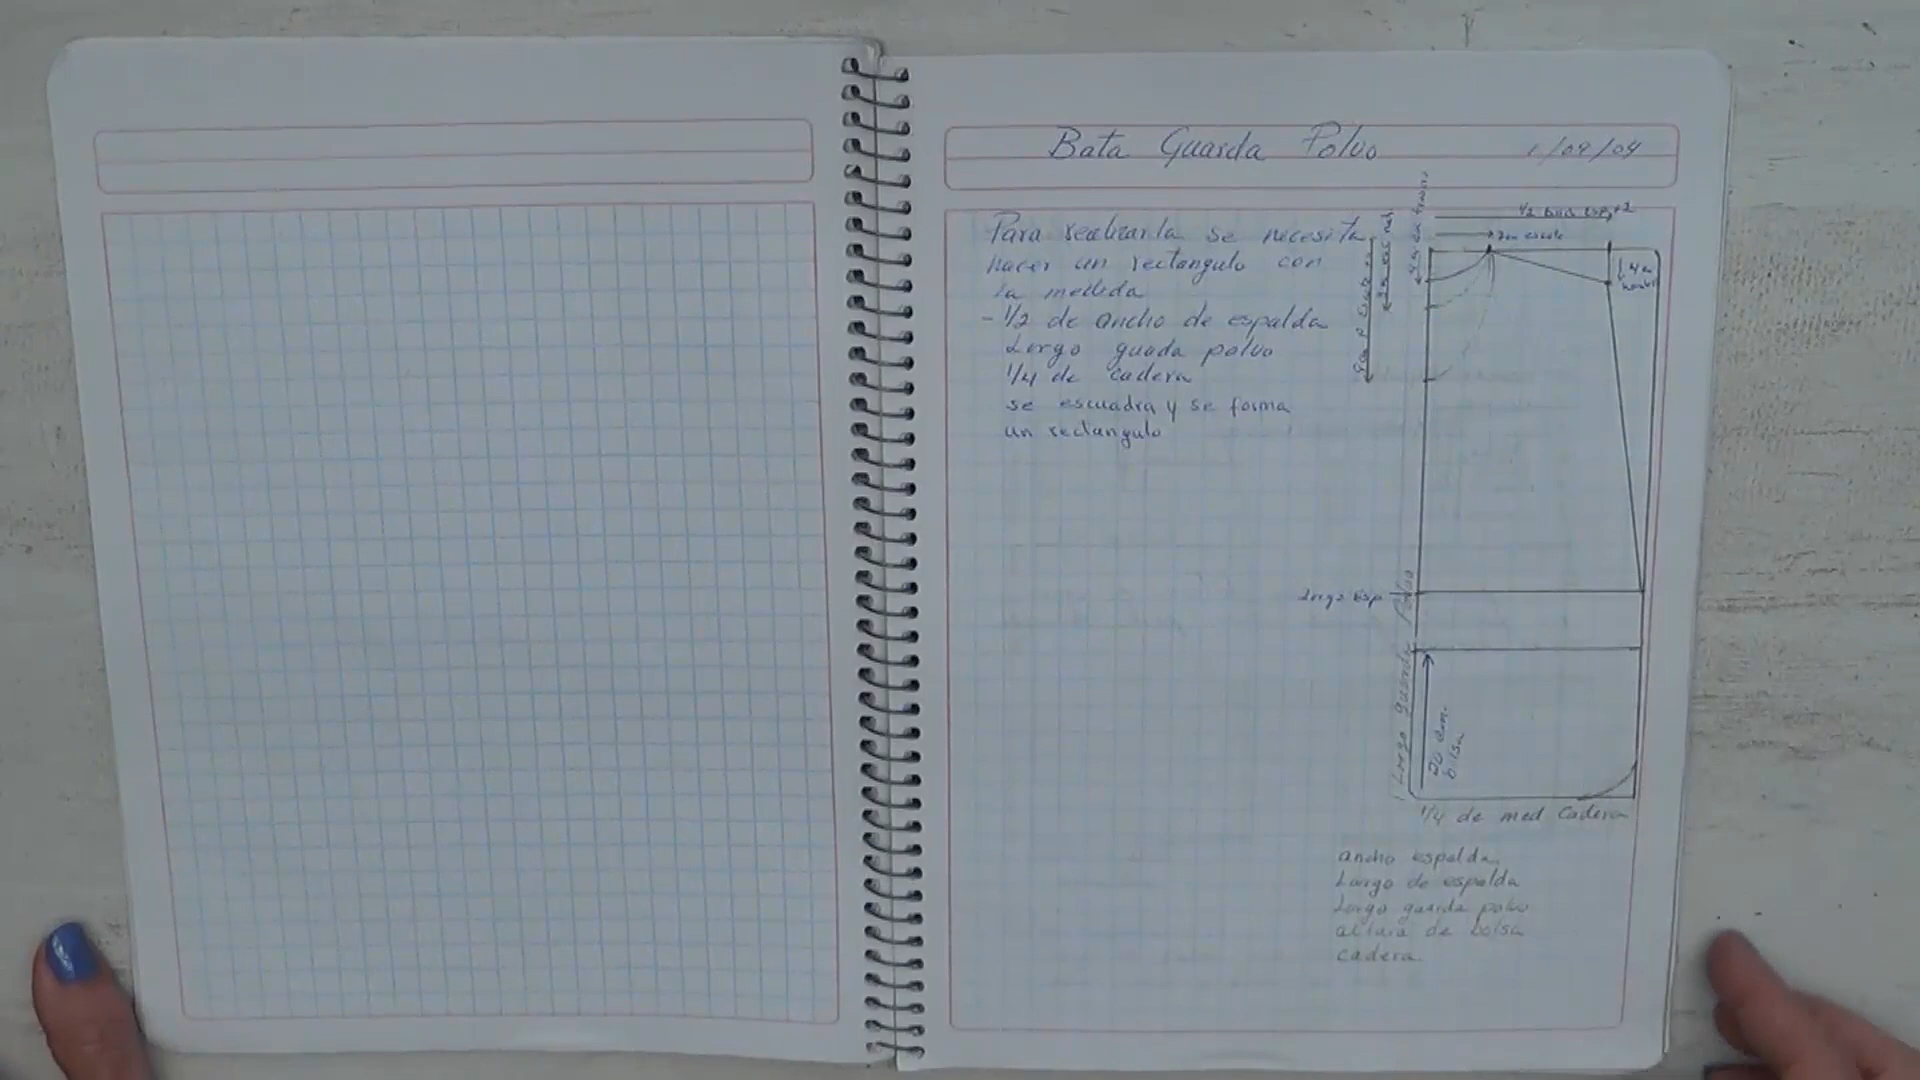 Bata Guarda Polvo
1/09/04
Para realizarla se necesita
hacer un rectangulo con
la medida
- 1/2 de ancho de espalda
Largo guada polvo
1/4 de cadera
se escuadra y se forma
un rectangulo
1/2
+2
4 cm
Largo esp
Largo guarda Polvo
20 cm
bolsa
1/4 de med Cadera
ancho espalda
Largo de espalda
Largo guarda polvo
altura de bolsa
cadera